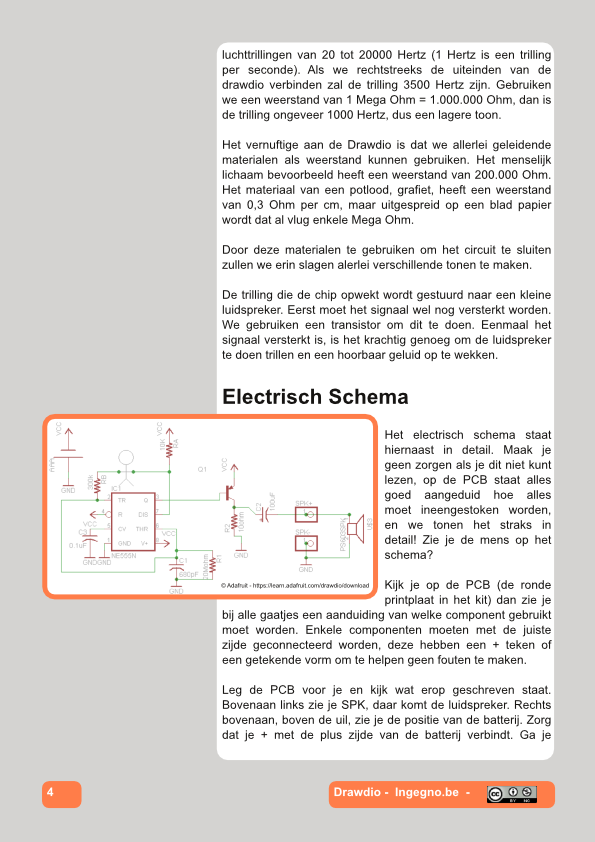 luchttrillingen van 20 tot 20000 Hertz (1 Hertz is een trilling
per seconde). Als we rechtstreeks de uiteinden van de
drawdio verbinden zal de trilling 3500 Hertz zijn. Gebruiken
we een weerstand van 1 Mega Ohm = 1.000.000 Ohm, dan is
de trilling ongeveer 1000 Hertz, dus een lagere toon.
Het vernuftige aan de Drawdio is dat we allerlei geleidende
materialen als weerstand kunnen gebruiken. Het menselijk
lichaam bevoorbeeld heeft een weerstand van 200.000 Ohm.
Het materiaal van een potlood, grafiet, heeft een weerstand
van 0,3 Ohm per cm, maar uitgespreid op een blad papier
wordt dat al vlug enkele Mega Ohm.
Door deze materialen te gebruiken om het circuit te sluiten
zullen we erin slagen alerlei verschillende tonen te maken.
De trilling die de chip opwekt wordt gestuurd naar een kleine
luidspreker. Eerst moet het signaal wel nog versterkt worden.
We gebruiken een transistor om dit te doen. Eenmaal het
signaal versterkt is, is het krachtig genoeg om de luidspreker
te doen trillen en een hoorbaar geluid op te wekken.
Electrisch Schema
VCC
GND
300k
RB
IC1
VCC
10K
RA
TR
Q
R
DIS
CV
THR
GND
V+
NE555N
VCC
0.1uF
GND
GND
VCC
C1
680pF
GND
R1
Q1
VCC
R2
10ohm
GND
C2
100uF
SPK+
SPK-
GND
© Adafruit - https://learn.adafruit.com/drawdio/download
Het electrisch schema staat
hiernaast in detail. Maak je
geen zorgen als je dit niet kunt
lezen, op de PCB staat alles
goed aangeduid hoe alles
moet ineengestoken worden,
en we tonen het straks in
detail! Zie je de mens op het
schema?
Kijk je op de PCB (de ronde
printplaat in het kit) dan zie je
bij alle gaatjes een aanduiding van welke component gebruikt
moet worden. Enkele componenten moeten met de juiste
zijde geconnecteerd worden, deze hebben een + teken of
een getekende vorm om te helpen geen fouten te maken.
Leg de PCB voor je en kijk wat erop geschreven staat.
Bovenaan links zie je SPK, daar komt de luidspreker. Rechts
bovenaan, boven de uil, zie je de positie van de batterij. Zorg
dat je + met de plus zijde van de batterij verbindt. Ga je
4
Drawdio - Ingegno.be -
cc
BY NC